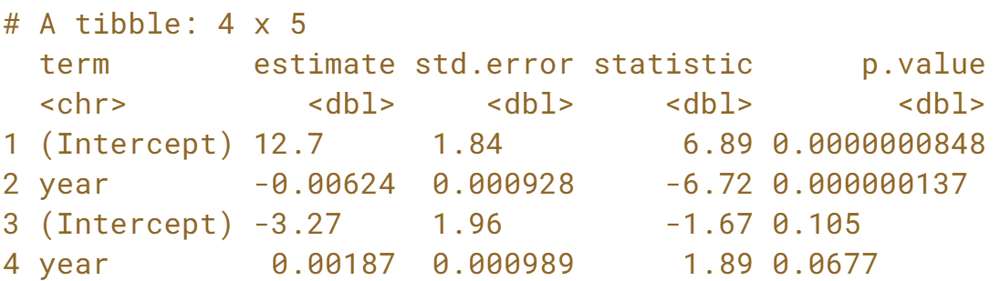 # A tibble: 4 x 5
  term        estimate std.error statistic      p.value
  <chr>          <dbl>     <dbl>     <dbl>        <dbl>
1 (Intercept) 12.7      1.84          6.89 0.0000000848
2 year        -0.00624  0.000928     -6.72 0.000000137
3 (Intercept) -3.27     1.96         -1.67 0.105
4 year         0.00187  0.000989      1.89 0.0677